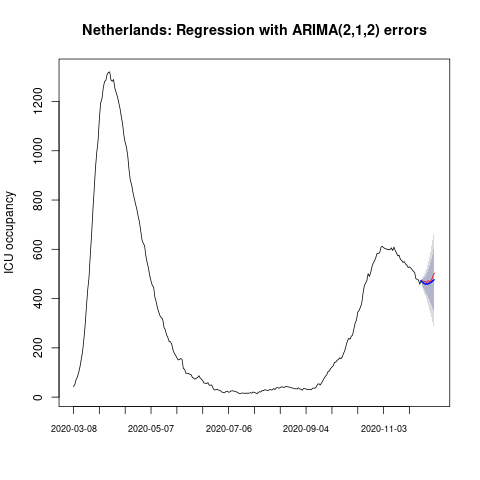 Netherlands: Regression with ARIMA(2,1,2) errors
ICU occupancy
1200
1000
800
600
400
200
0
2020-03-08 2020-05-07 2020-07-06 2020-09-04 2020-11-03